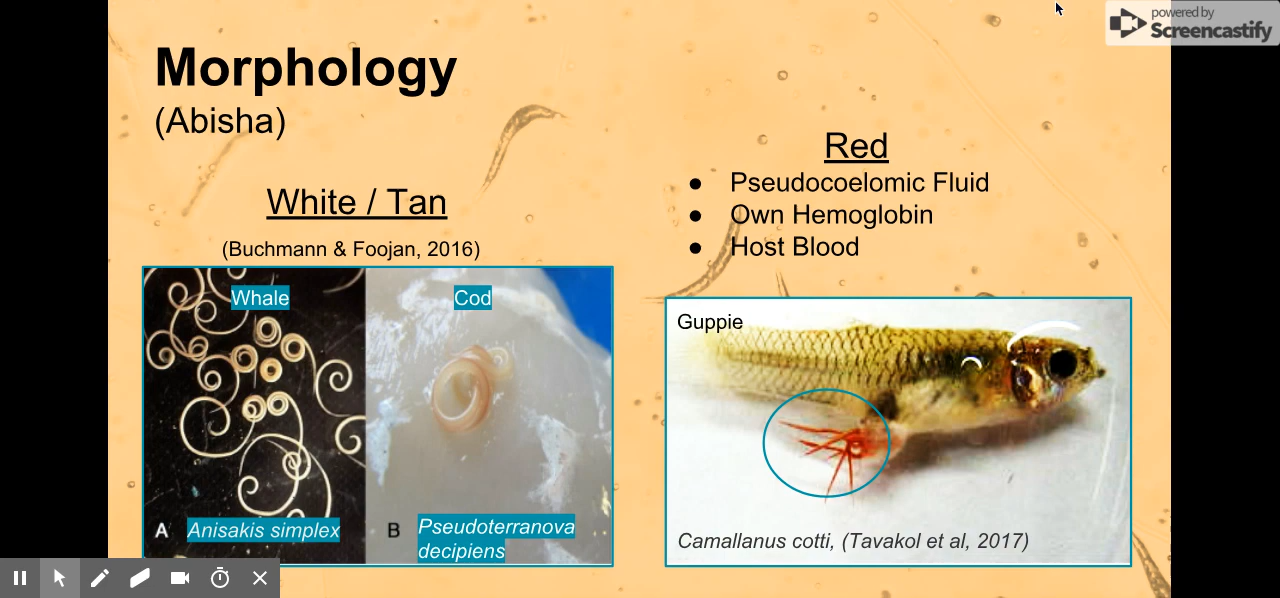 powered by
Screencastify
Morphology
(Abisha)
White / Tan
(Buchmann & Foojan, 2016)
Whale
Cod
A
Anisakis simplex
B
Pseudoterranova
decipiens
Red
● Pseudocoelomic Fluid
● Own Hemoglobin
● Host Blood
Guppie
Camallanus cotti, (Tavakol et al, 2017)